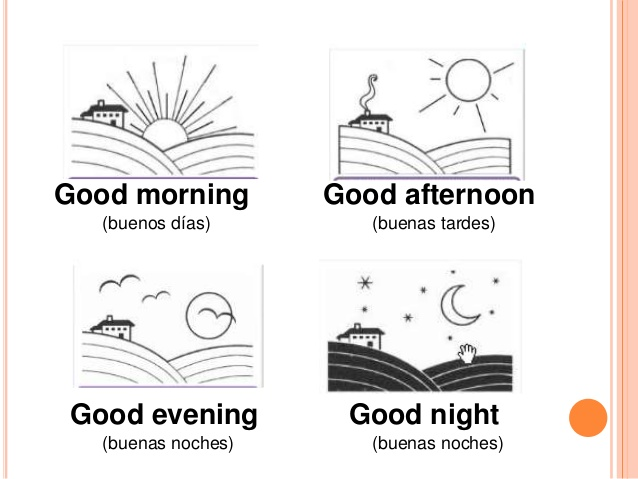 Good morning
(buenos días)
Good afternoon
(buenas tardes)
Good evening
(buenas noches)
Good night
(buenas noches)